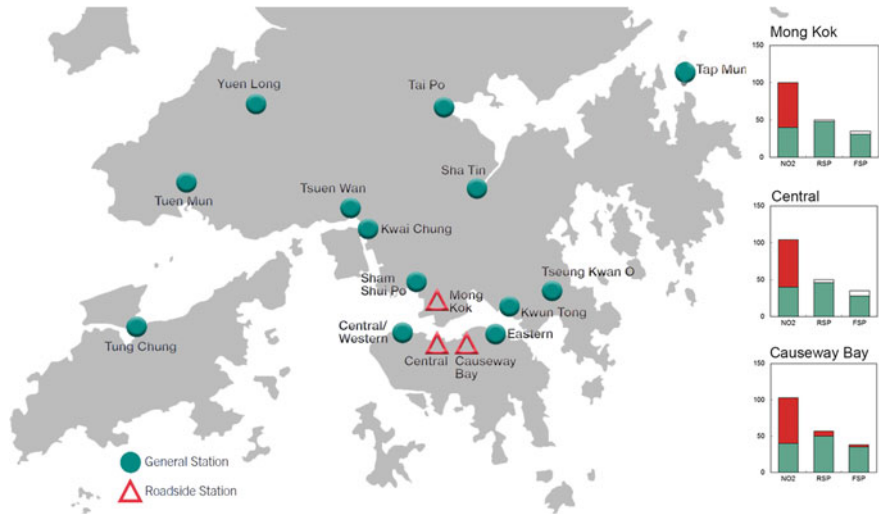 Mong Kok
150
100
50
0
NO2 RSP FSP
Central
150
100
50
0
NO2 RSP FSP
Causeway Bay
150
100
50
0
NO2 RSP FSP
Tap Mun
Yuen Long
Tai Po
Sha Tin
Tuen Mun
Tsuen Wan
Kwai Chung
Sham
Shui Po
Mong
Kok
Tseung Kwan O
Kwun Tong
Tung Chung
Central/
Western
Eastern
Central
Causeway
Bay
General Station
Roadside Station